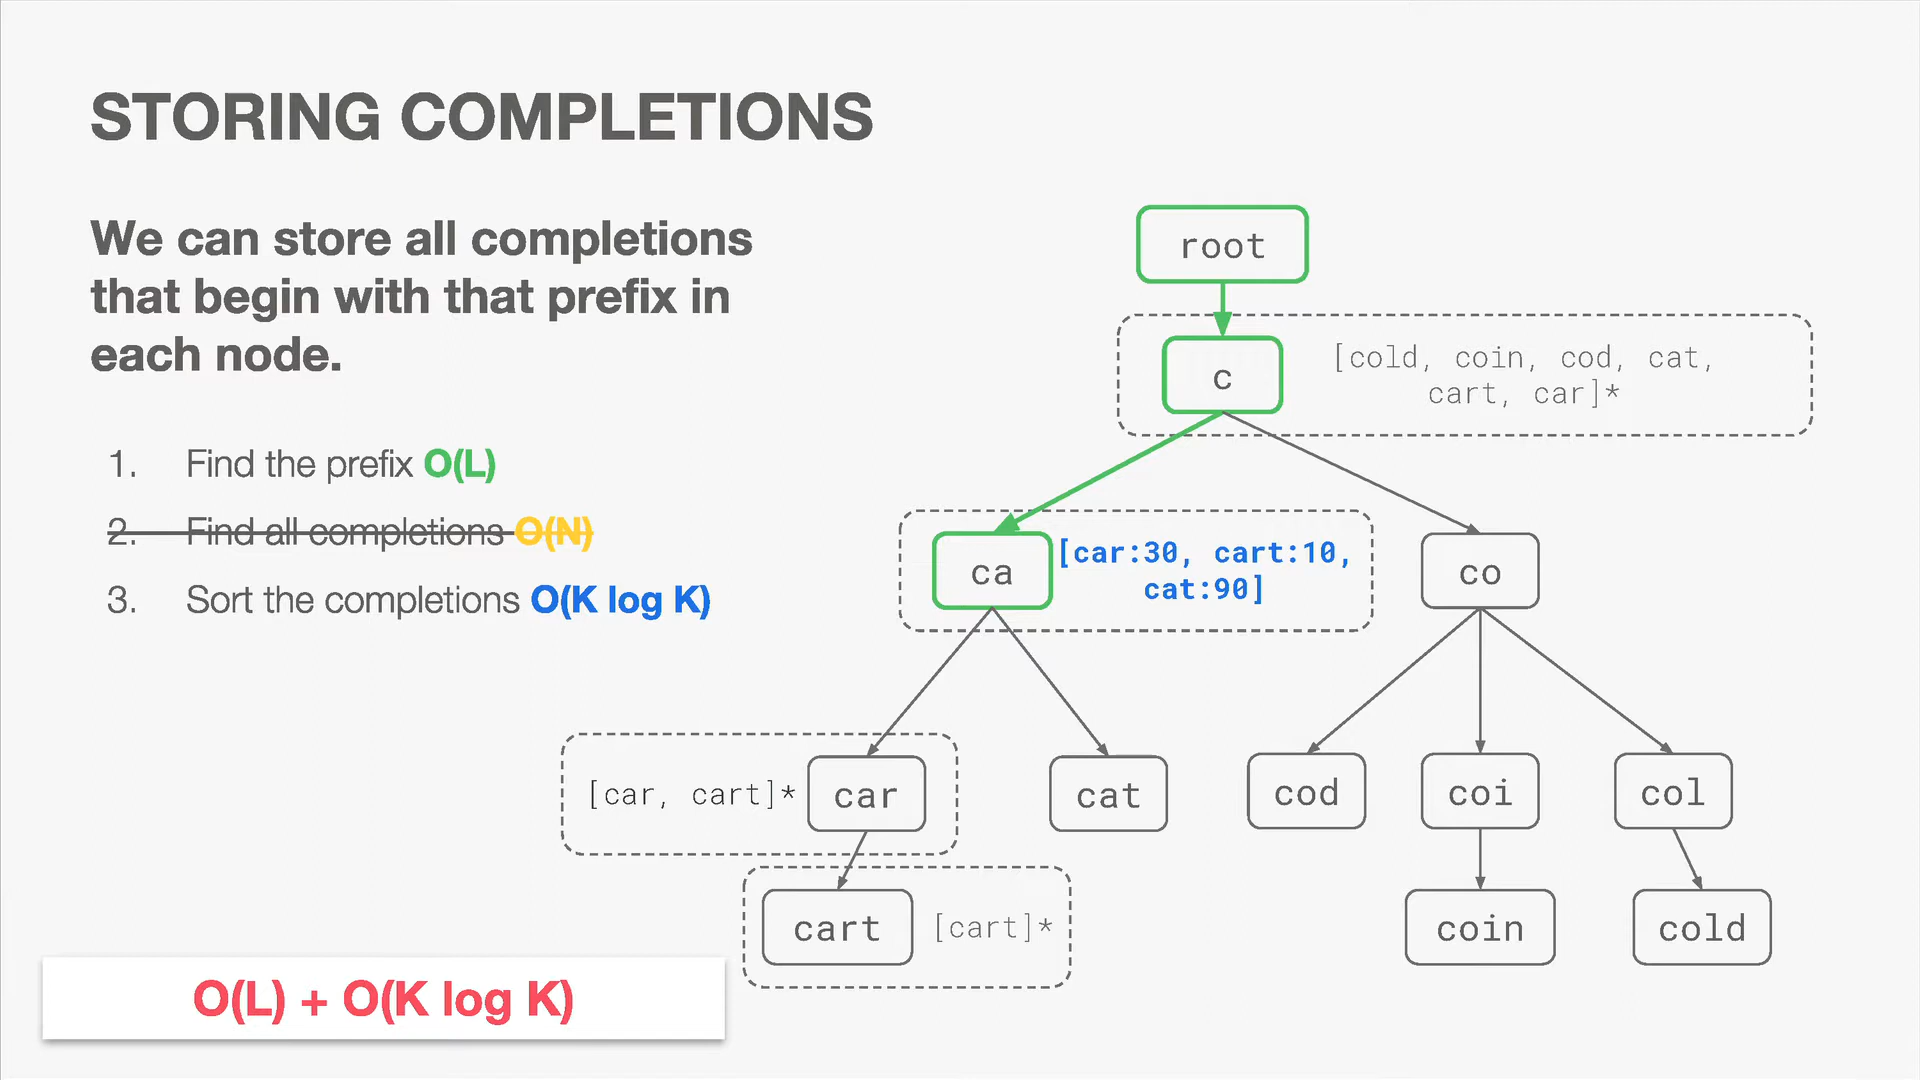 STORING COMPLETIONS
We can store all completions
that begin with that prefix in
each node.
1. Find the prefix O(L)
2. Find all completions O(N)
3. Sort the completions O(K log K)
O(L) + O(K log K)
root
c
[cold, coin, cod, cat,
cart, car]*
ca
[car:30, cart:10,
cat:90]
co
[car, cart]*
car
cat
cod
coi
col
cart
[cart]*
coin
cold